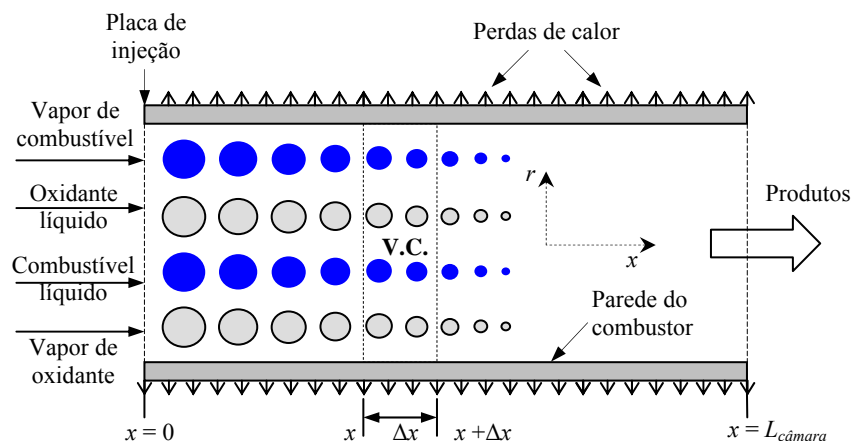 Placa de
injeção
Perdas de calor
Vapor de
combustível
Oxidante
líquido
Combustível
líquido
Vapor de
oxidante
r
x
V.C.
Produtos
Parede do
combustor
x = 0
x
Δx
x +Δx
x = Lcâmara